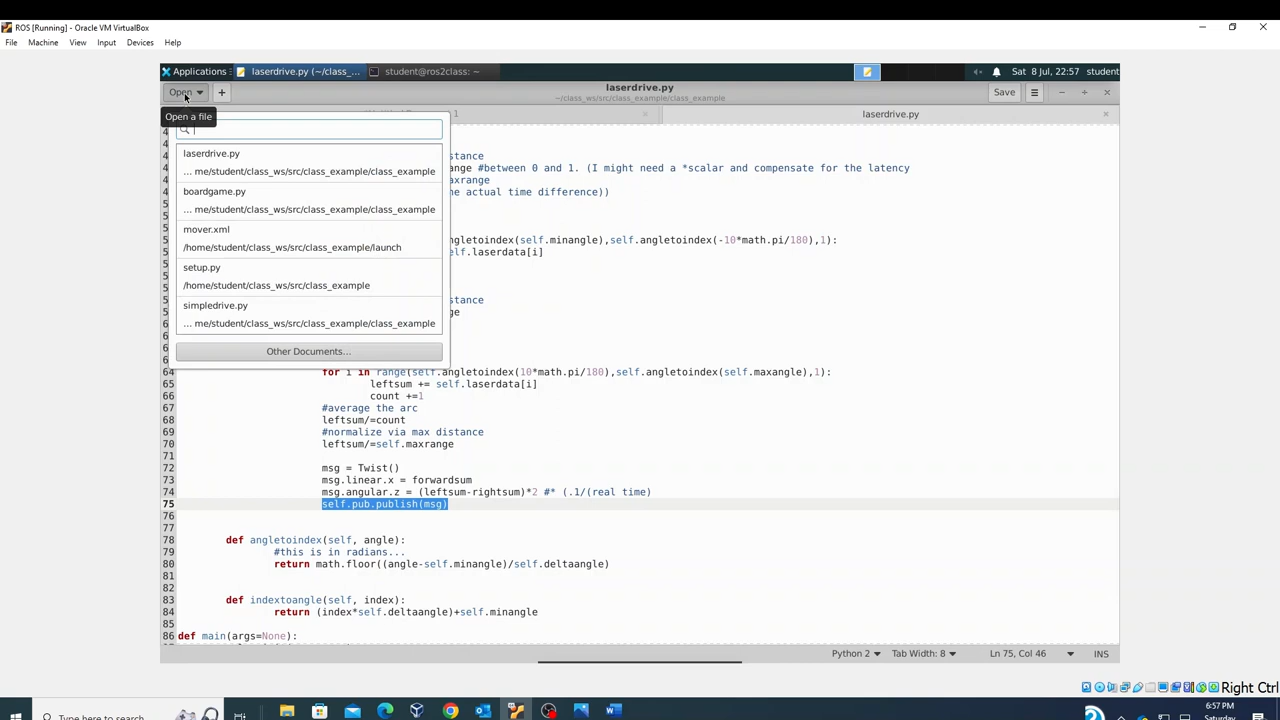 ROS [Running] - Oracle VM VirtualBox
File Machine View Input Devices Help
Applications laserdrive.py (~/class_... student@ros2class: ~ Sat 8 Jul, 22:57 student
Open laserdrive.py Save
~/class_ws/src/class_example/class_example
Open a file
1 laserdrive.py
laserdrive.py
... me/student/class_ws/src/class_example/class_example
boardgame.py
... me/student/class_ws/src/class_example/class_example
mover.xml
/home/student/class_ws/src/class_example/launch
setup.py
/home/student/class_ws/src/class_example
simpledrive.py
... me/student/class_ws/src/class_example/class_example
Other Documents...
stance
ange #between 0 and 1. (I might need a *scalar and compensate for the latency
axrange
e actual time difference))
ngletoindex(self.minangle),self.angletoindex(-10*math.pi/180),1):
lf.laserdata[i]
stance
ge
64 for i in range(self.angletoindex(10*math.pi/180),self.angletoindex(self.maxangle),1):
65 leftsum += self.laserdata[i]
66 count +=1
67 #average the arc
68 leftsum/=count
69 #normalize via max distance
70 leftsum/=self.maxrange
71
72 msg = Twist()
73 msg.linear.x = forwardsum
74 msg.angular.z = (leftsum-rightsum)*2 #* (.1/(real time)
75 self.pub.publish(msg)
76
77
78 def angletoindex(self, angle):
79 #this is in radians...
80 return math.floor((angle-self.minangle)/self.deltaangle)
81
82
83 def indextoangle(self, index):
84 return (index*self.deltaangle)+self.minangle
85
86 def main(args=None):
Python 2 Tab Width: 8 Ln 75, Col 46 INS
Right Ctrl
Type here to search
6:57 PM
Saturday